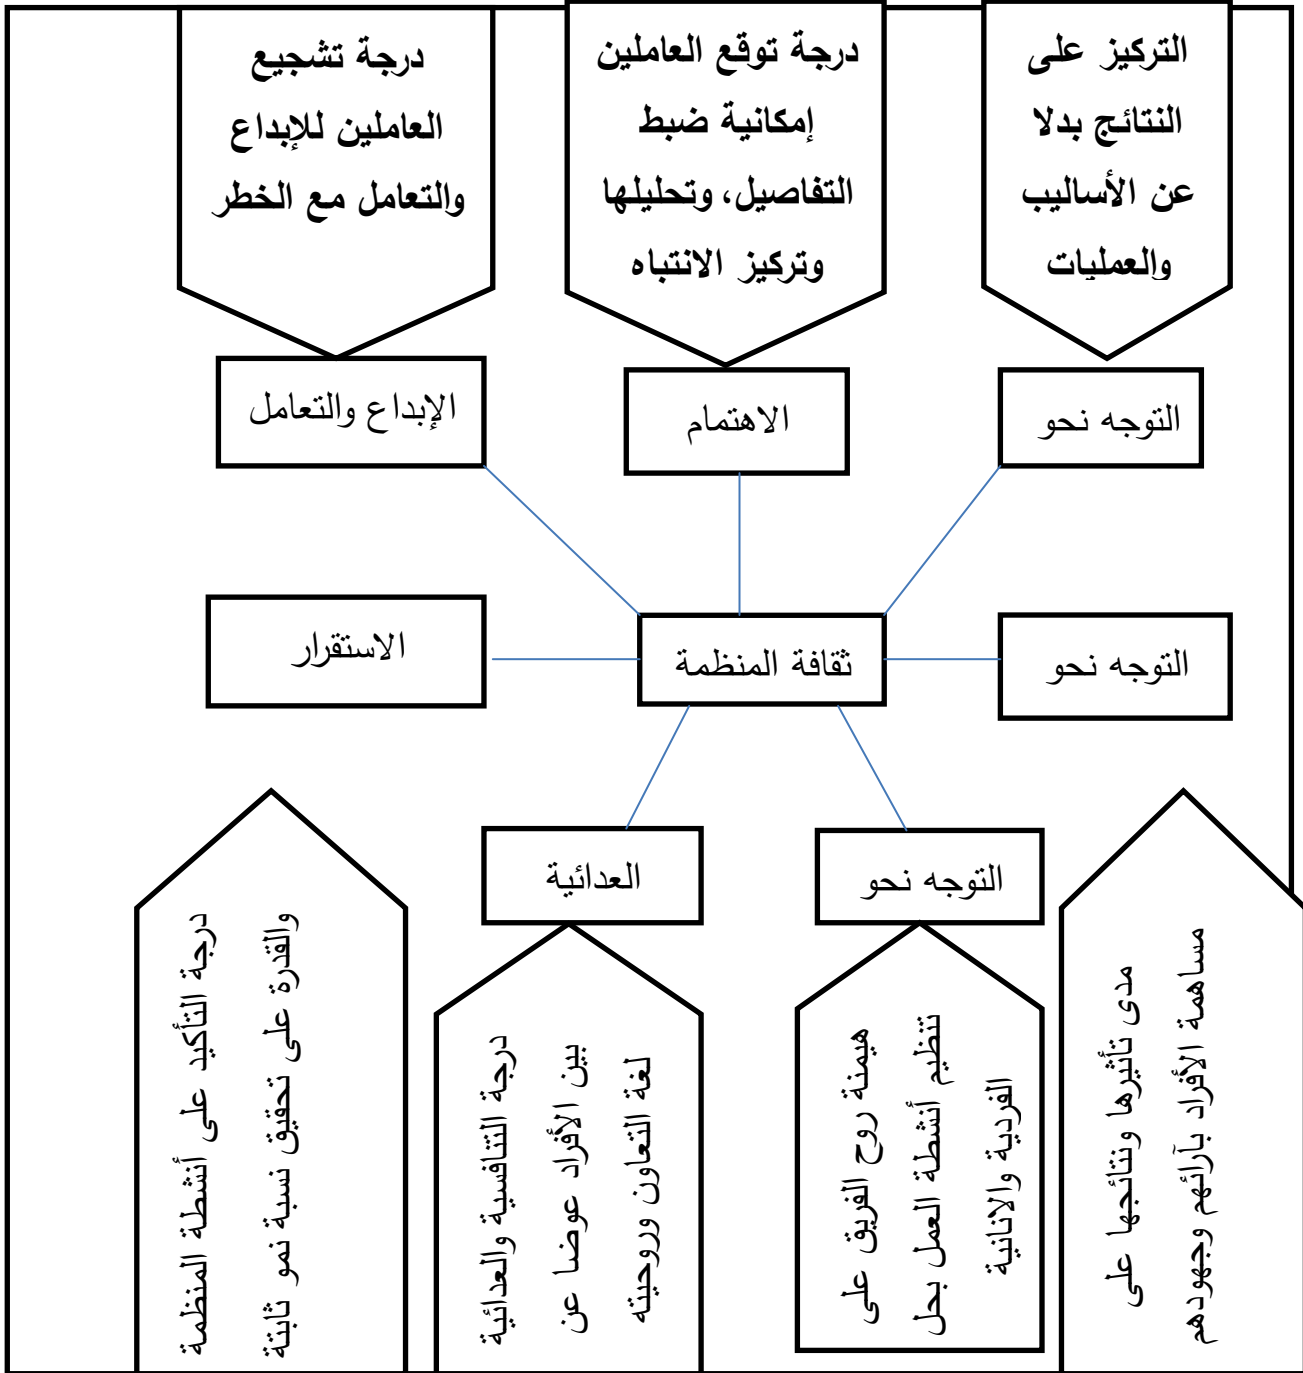 التركيز على
النتائج بدلا
عن الأساليب
والعمليات
درجة توقع العاملين
إمكانية ضبط
التفاصيل، وتحليلها
وتركيز الانتباه
درجة تشجيع
العاملين للإبداع
والتعامل مع الخطر
التوجه نحو
الاهتمام
الإبداع والتعامل
التوجه نحو
ثقافة المنظمة
الاستقرار
التوجه نحو
العدائية
مدى تأثيرها ونتائجها على
مساهمة الأفراد بآرائهم وجهودهم
هيمنة روح الفريق على
تنظيم أنشطة العمل بحل
الفردية والانانية
درجة التنافسية والعدائية
بين الأفراد عوضا عن
لغة التعاون وروحيته
درجة التأكيد على أنشطة المنظمة
والقدرة على تحقيق نسبة نمو ثابتة